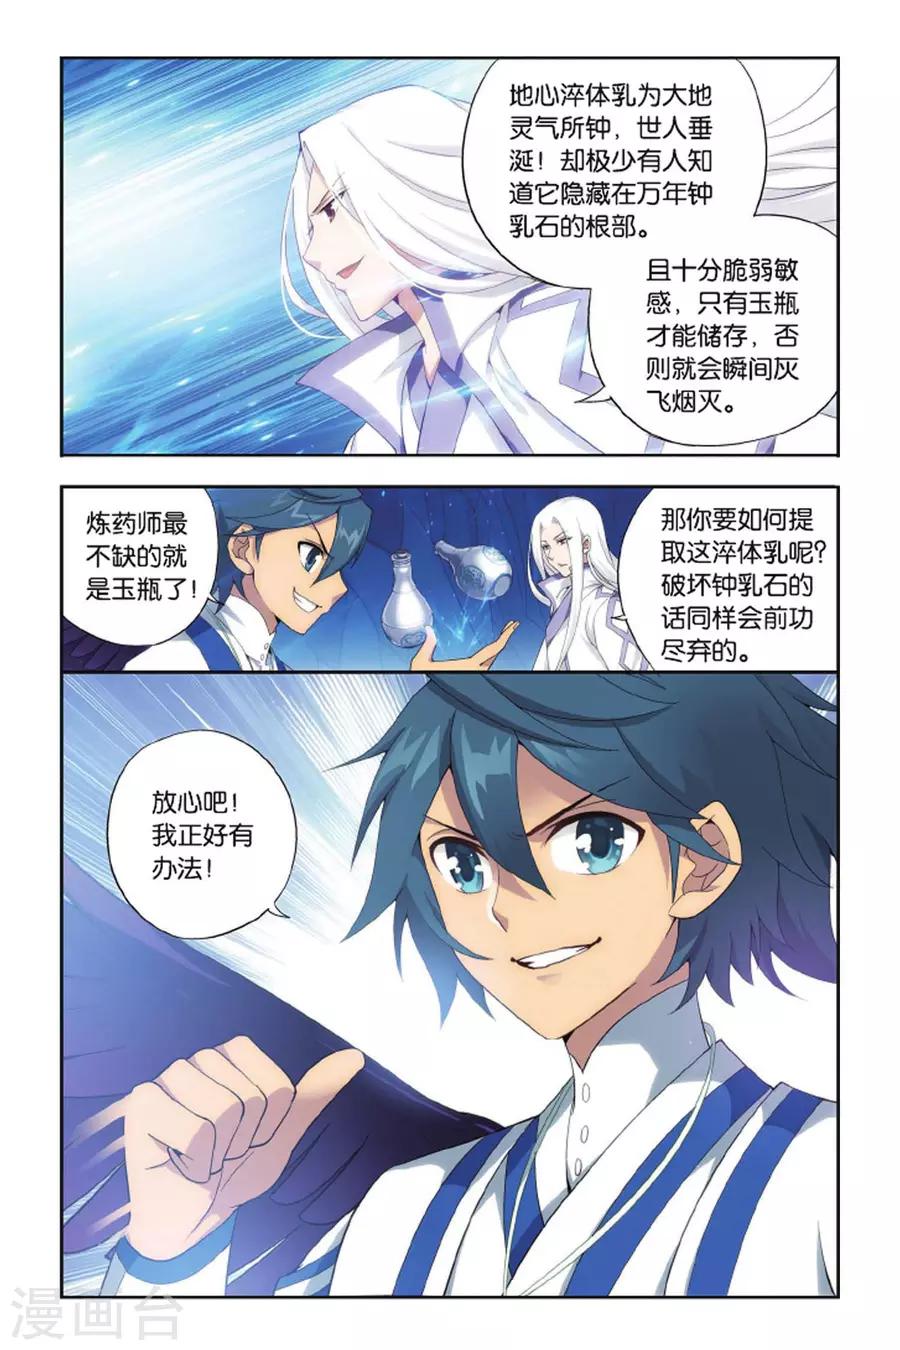 地心淬体乳为大地
灵气所钟，世人垂
涎！却极少有人知
道它隐藏在万年钟
乳石的根部。
且十分脆弱敏
感，只有玉瓶
才能储存，否
则就会瞬间灰
飞烟灭。
炼药师最
不缺的就
是玉瓶了！
那你要如何提
取这淬体乳呢？
破坏钟乳石的
话同样会前功
尽弃的。
放心吧！
我正好有
办法！
漫画台